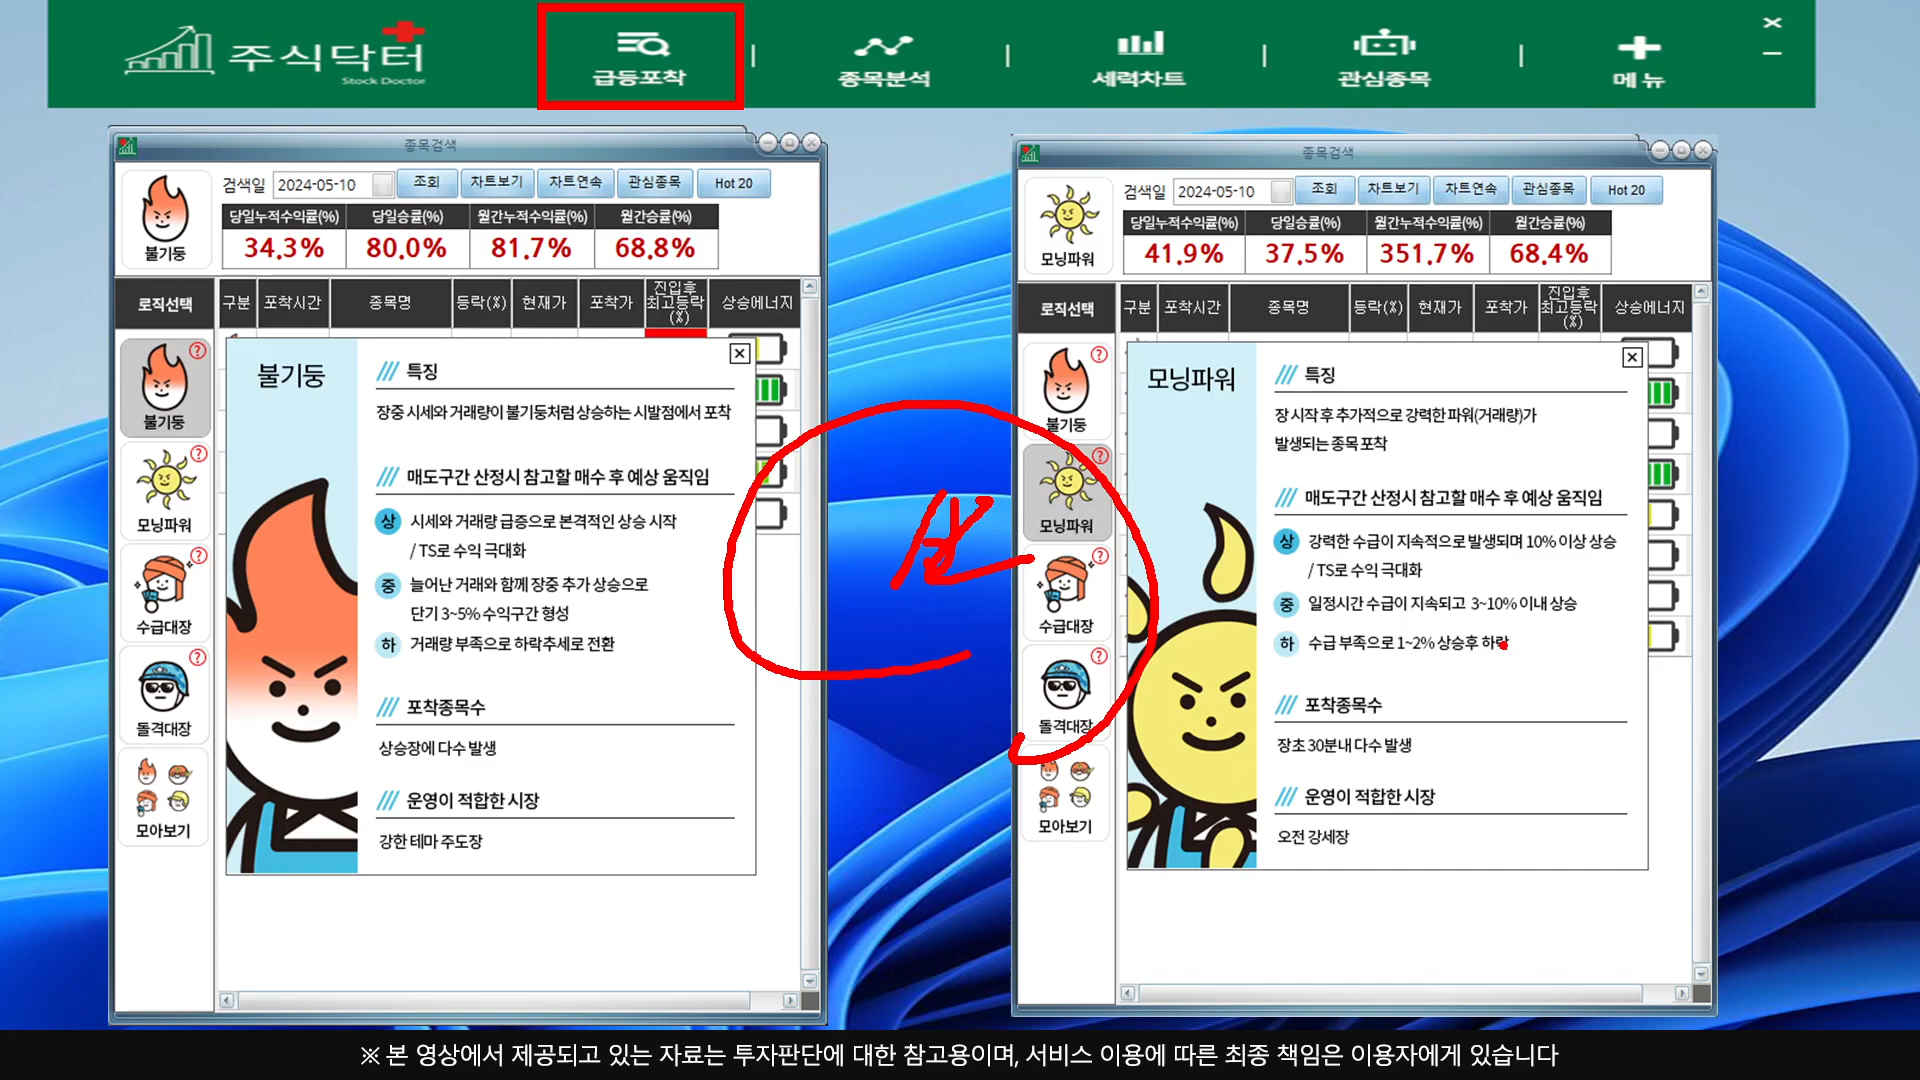 주식닥터
Stock Doctor
급등포착
종목분석
세력차트
관심종목
메뉴
종목검색
불기둥
검색일 2024-05-10 조회 차트보기 차트연속 관심종목 Hot 20
당일누적수익률(%) 당일승률(%) 월간누적수익률(%) 월간승률(%)
34.3% 80.0% 81.7% 68.8%
로직선택 구분 포착시간 종목명 등락(%) 현재가 포착가 진입후 최고등락 (%) 상승에너지
불기둥
모닝파워
수급대장
돌격대장
모아보기
불기둥
특징
장중 시세와 거래량이 불기둥처럼 상승하는 시발점에서 포착
매도구간 산정시 참고할 매수 후 예상 움직임
상 시세와 거래량 급증으로 본격적인 상승 시작
/ TS로 수익 극대화
중 늘어난 거래와 함께 장중 추가 상승으로
단기 3~5% 수익구간 형성
하 거래량 부족으로 하락추세로 전환
포착종목수
상승장에 다수 발생
운영이 적합한 시장
강한 테마 주도장
종목검색
모닝파워
검색일 2024-05-10 조회 차트보기 차트연속 관심종목 Hot 20
당일누적수익률(%) 당일승률(%) 월간누적수익률(%) 월간승률(%)
41.9% 37.5% 351.7% 68.4%
로직선택 구분 포착시간 종목명 등락(%) 현재가 포착가 진입후 최고등락 (%) 상승에너지
불기둥
모닝파워
수급대장
돌격대장
모아보기
모닝파워
특징
장 시작 후 추가적으로 강력한 파워(거래량)가
발생되는 종목 포착
매도구간 산정시 참고할 매수 후 예상 움직임
상 강력한 수급이 지속적으로 발생되며 10% 이상 상승
/ TS로 수익 극대화
중 일정시간 수급이 지속되고 3~10% 이내 상승
하 수급 부족으로 1~2% 상승후 하락
포착종목수
장초 30분내 다수 발생
운영이 적합한 시장
오전 강세장
※ 본 영상에서 제공되고 있는 자료는 투자판단에 대한 참고용이며, 서비스 이용에 따른 최종 책임은 이용자에게 있습니다